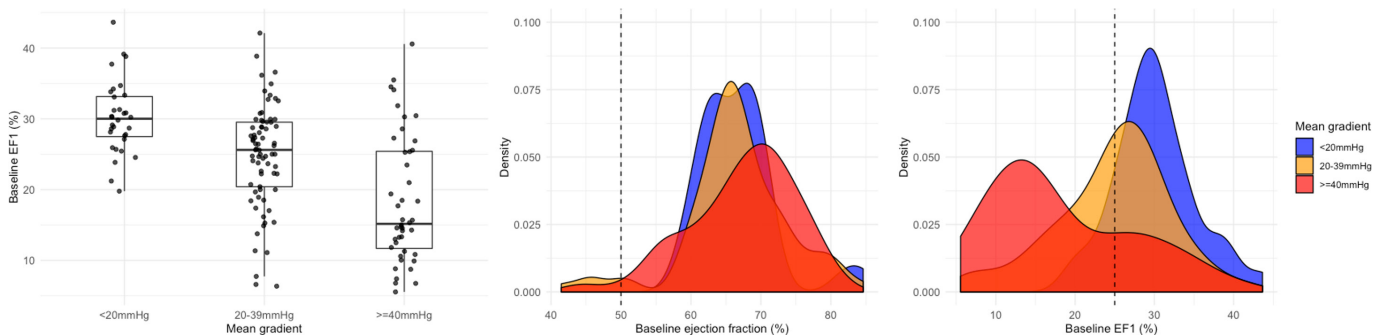 Baseline EF1 (%)
40
30
20
10
<20mmHg
20-39mmHg
>=40mmHg
Mean gradient
Density
0.100
0.075
0.050
0.025
0.000
40
50
60
70
80
Baseline ejection fraction (%)
Density
0.100
0.075
0.050
0.025
0.000
10
20
30
40
Baseline EF1 (%)
Mean gradient
<20mmHg
20-39mmHg
>=40mmHg